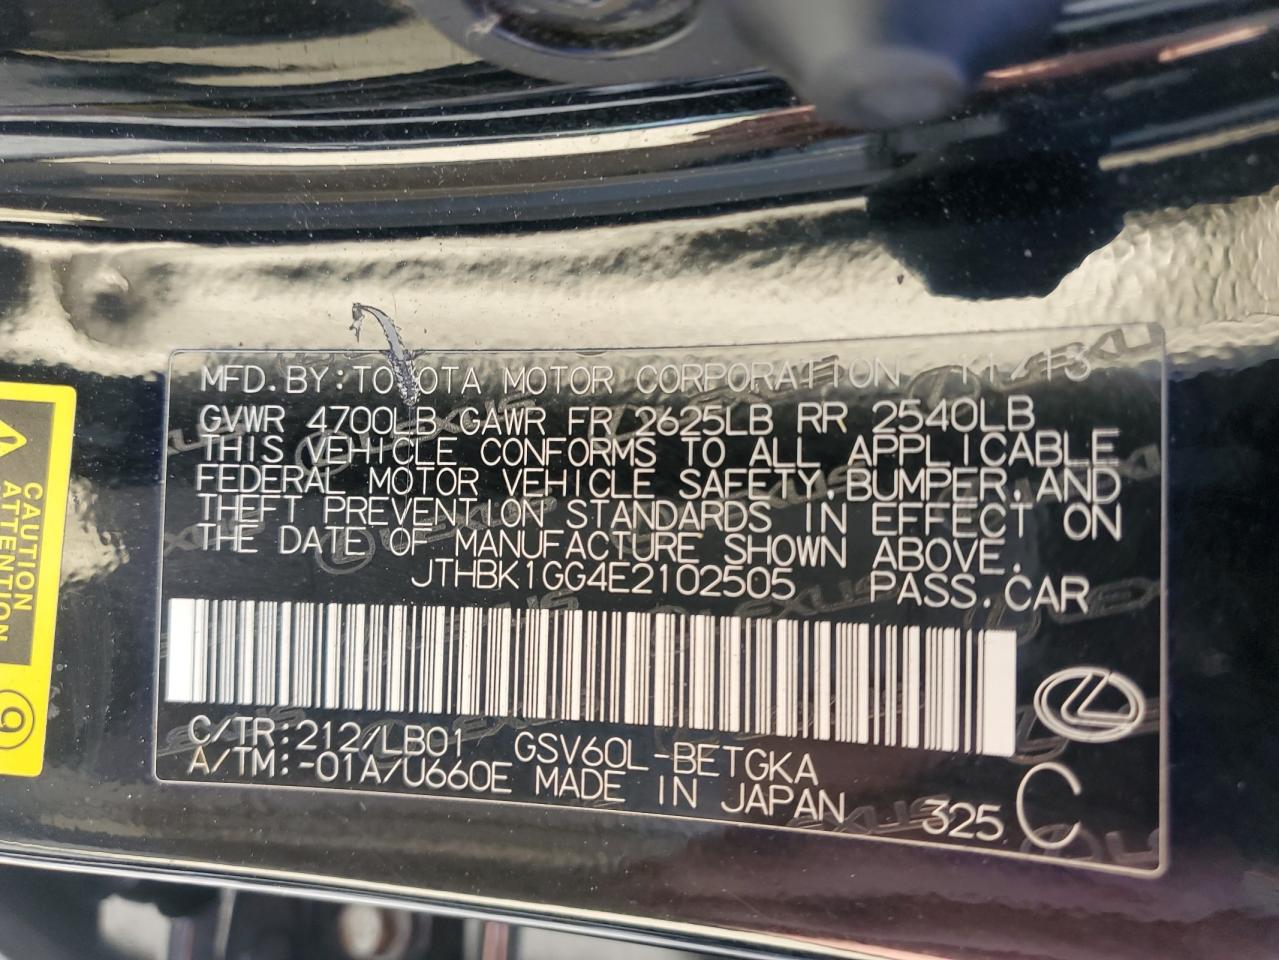 MFD.BY:TOYOTA MOTOR CORPORATION 11/13
GVWR 4700LB GAWR FR 2625LB RR 2540LB
THIS VEHICLE CONFORMS TO ALL APPLICABLE
FEDERAL MOTOR VEHICLE SAFETY,BUMPER,AND
THEFT PREVENTION STANDARDS IN EFFECT ON
THE DATE OF MANUFACTURE SHOWN ABOVE.
JTHBK1GG4E2102505 PASS.CAR
C/TR:212/LB01 GSV60L-BETGKA
A/TM:-01A/U660E MADE IN JAPAN 325 C
CAUTION
ATTENTION
9